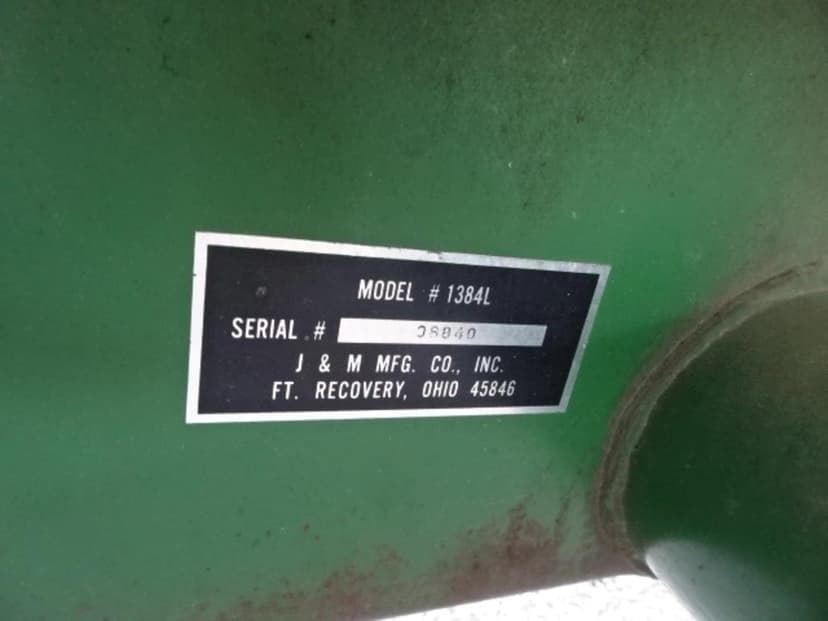 MODEL # 1384L
SERIAL #
J & M MFG. CO., INC.
FT. RECOVERY, OHIO 45846